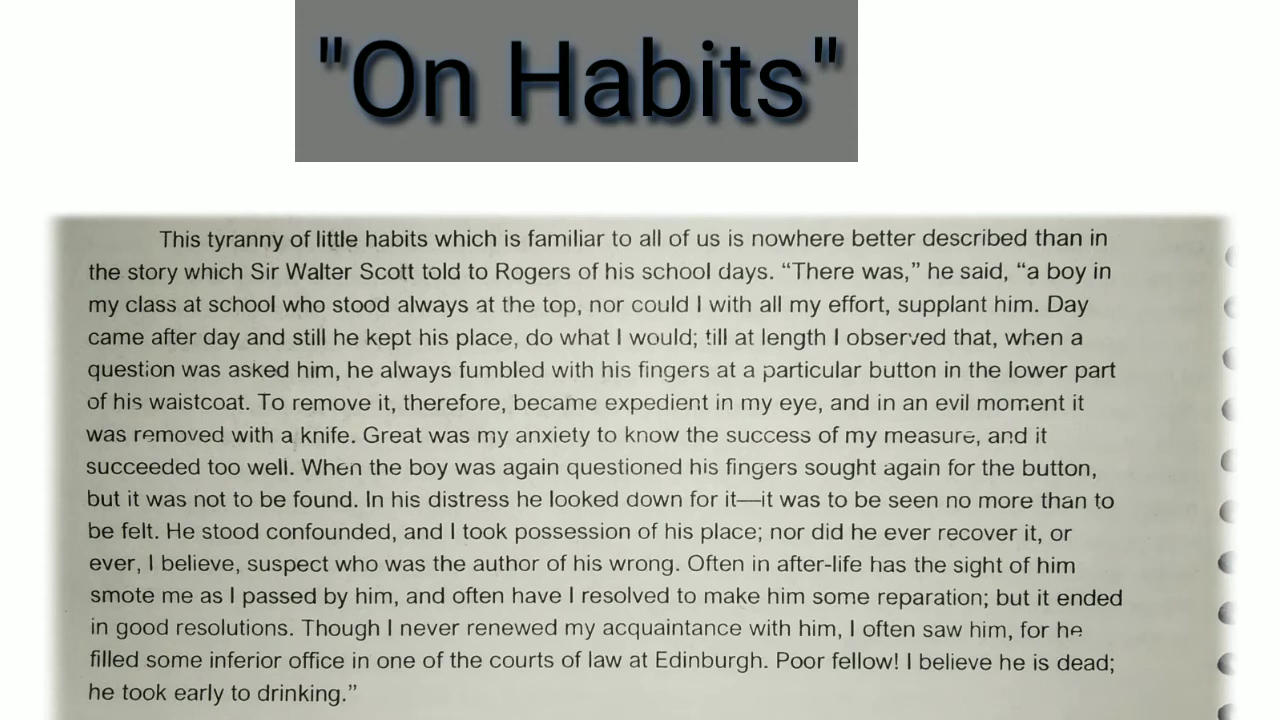 "On Habits"
This tyranny of little habits which is familiar to all of us is nowhere better described than in
the story which Sir Walter Scott told to Rogers of his school days. “There was,” he said, “a boy in
my class at school who stood always at the top, nor could I with all my effort, supplant him. Day
came after day and still he kept his place, do what I would; till at length I observed that, when a
question was asked him, he always fumbled with his fingers at a particular button in the lower part
of his waistcoat. To remove it, therefore, became expedient in my eye, and in an evil moment it
was removed with a knife. Great was my anxiety to know the success of my measure, and it
succeeded too well. When the boy was again questioned his fingers sought again for the button,
but it was not to be found. In his distress he looked down for it—it was to be seen no more than to
be felt. He stood confounded, and I took possession of his place; nor did he ever recover it, or
ever, I believe, suspect who was the author of his wrong. Often in after-life has the sight of him
smote me as I passed by him, and often have I resolved to make him some reparation; but it ended
in good resolutions. Though I never renewed my acquaintance with him, I often saw him, for he
filled some inferior office in one of the courts of law at Edinburgh. Poor fellow! I believe he is dead;
he took early to drinking.”